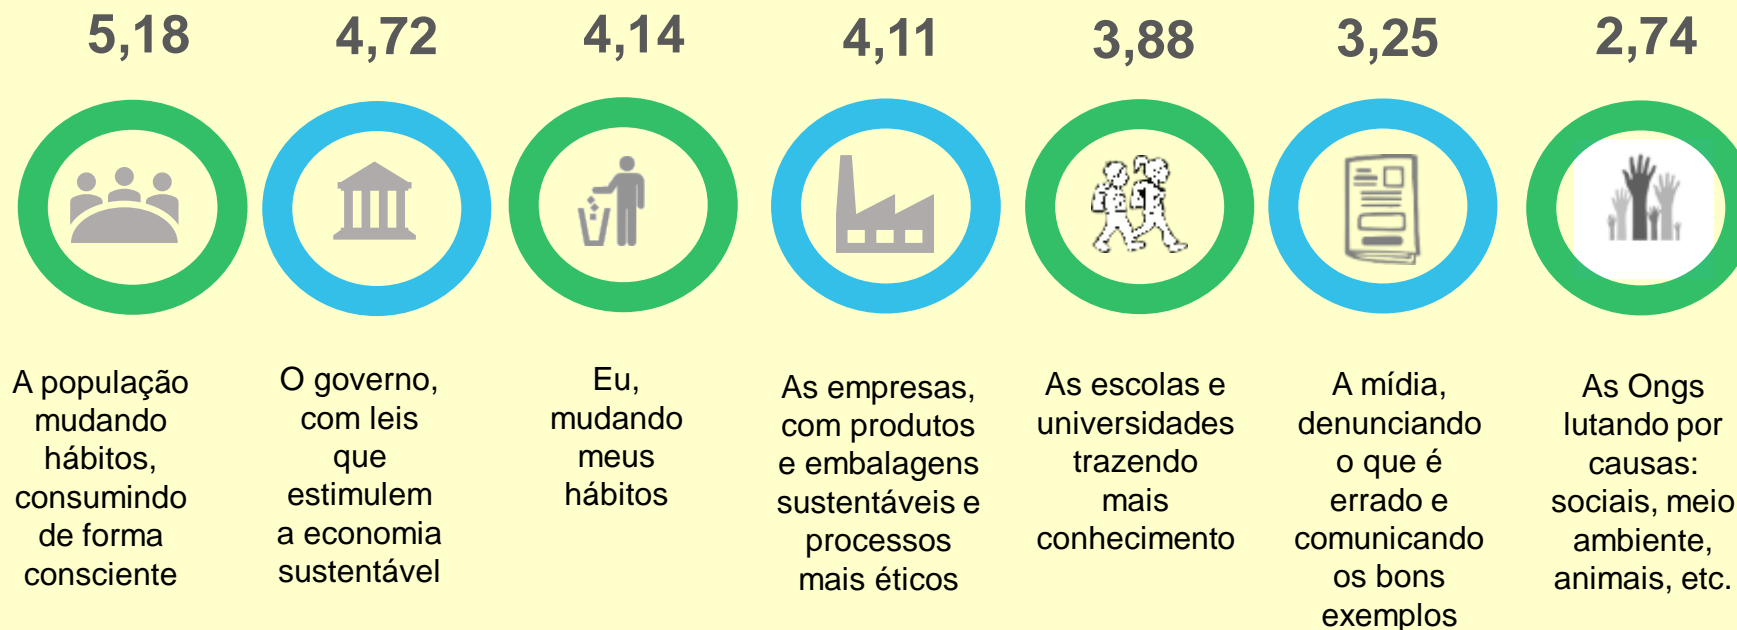 5,18
4,72
4,14
4,11
3,88
3,25
2,74
A população
mudando
hábitos,
consumindo
de forma
consciente
O governo,
com leis
que
estimulem
a economia
sustentável
Eu,
mudando
meus
hábitos
As empresas,
com produtos
e embalagens
sustentáveis e
processos
mais éticos
As escolas e
universidades
trazendo
mais
conhecimento
A mídia,
denunciando
o que é
errado e
comunicando
os bons
exemplos
As Ongs
lutando por
causas:
sociais, meio
ambiente,
animais, etc.